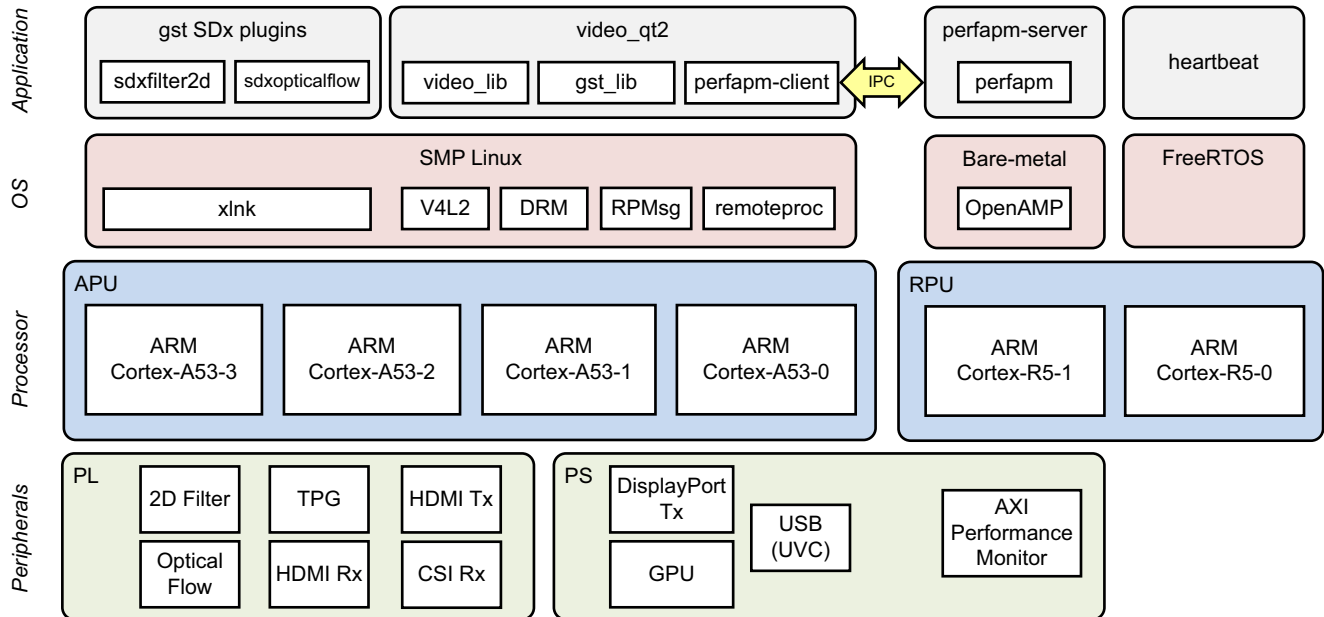 Application
gst SDx plugins
sdxfilter2d
sdxopticalflow
video_qt2
video_lib
gst_lib
perfapm-client
IPC
perfapm-server
perfapm
heartbeat
OS
SMP Linux
xlnk
V4L2
DRM
RPMsg
remoteproc
Bare-metal
OpenAMP
FreeRTOS
Processor
APU
ARM
Cortex-A53-3
ARM
Cortex-A53-2
ARM
Cortex-A53-1
ARM
Cortex-A53-0
RPU
ARM
Cortex-R5-1
ARM
Cortex-R5-0
Peripherals
PL
2D Filter
TPG
HDMI Tx
Optical
Flow
HDMI Rx
CSI Rx
PS
DisplayPort
Tx
GPU
USB
(UVC)
AXI
Performance
Monitor